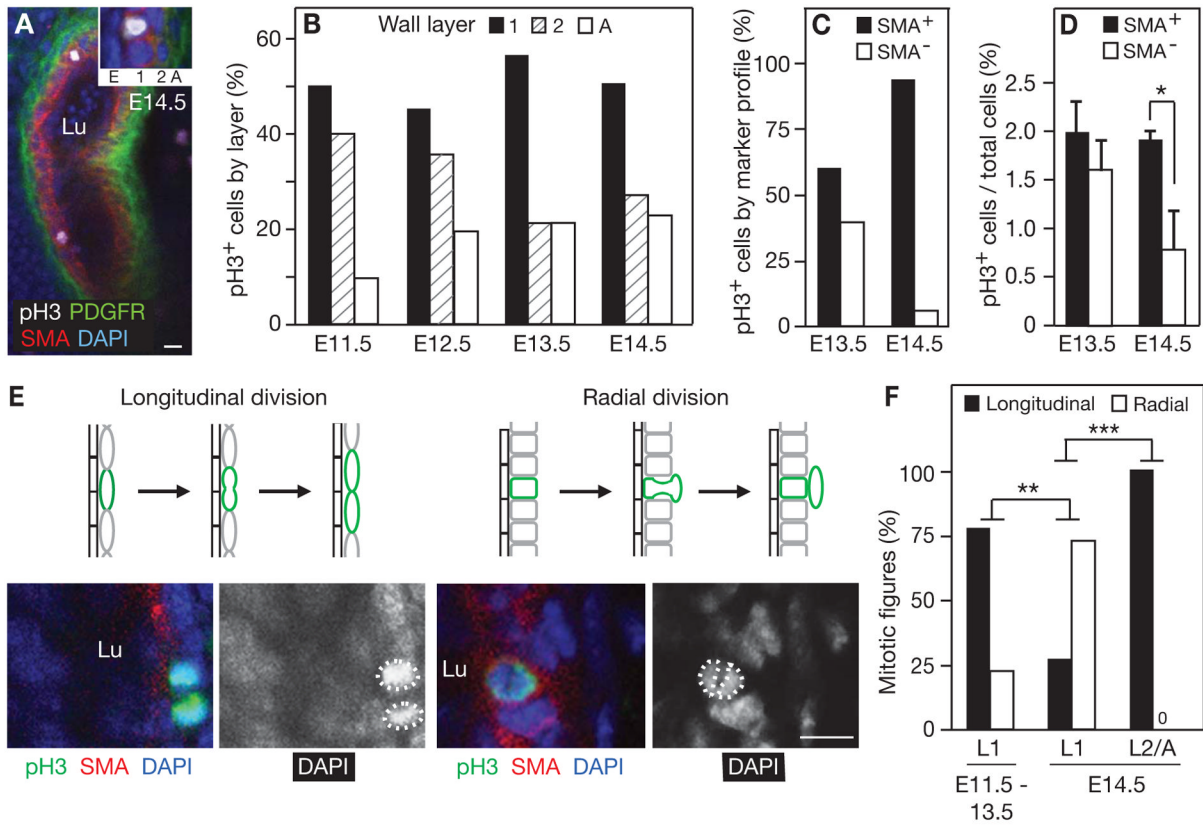 A
E 1 2 A
E14.5
Lu
pH3 PDGFR
SMA DAPI
B
Wall layer 1 2 A
pH3+ cells by layer (%)
60
40
20
0
E11.5 E12.5 E13.5 E14.5
C
SMA+
SMA-
pH3+ cells by marker profile (%)
100
75
50
25
0
E13.5 E14.5
D
SMA+
SMA-
pH3+ cells / total cells (%)
2.5
2.0
1.5
1.0
0.5
0
*
E13.5 E14.5
E
Longitudinal division
Radial division
Lu
Lu
pH3 SMA DAPI
DAPI
pH3 SMA DAPI
DAPI
F
Longitudinal Radial
Mitotic figures (%)
100
75
50
25
0
**
***
0
L1 L1 L2/A
E11.5 - E14.5
13.5